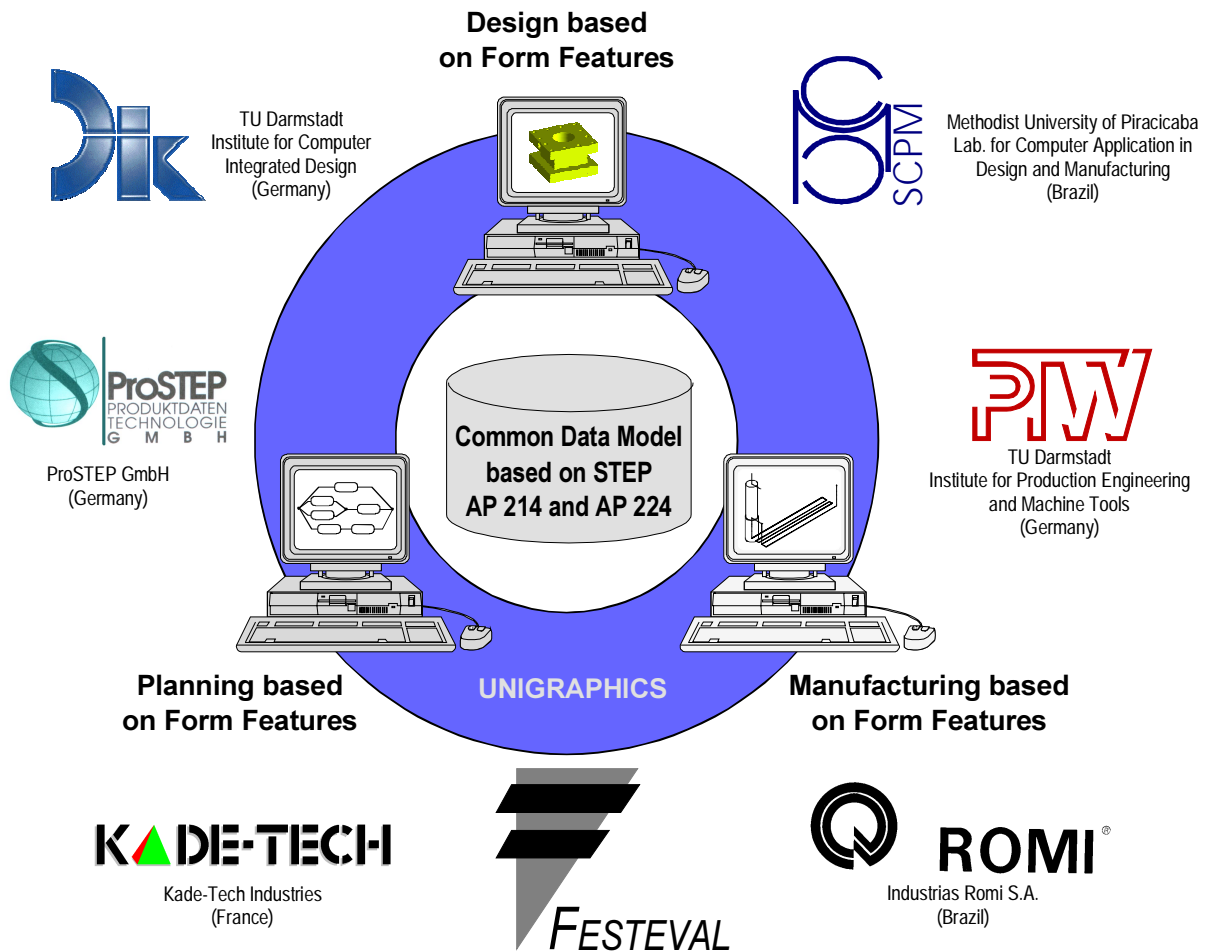 Design based
on Form Features
Dik
TU Darmstadt
Institute for Computer
Integrated Design
(Germany)
SCPM
Methodist University of Piracicaba
Lab. for Computer Application in
Design and Manufacturing
(Brazil)
ProSTEP
PRODUKTDATEN
TECHNOLOGIE
G M B H
ProSTEP GmbH
(Germany)
Common Data Model
based on STEP
AP 214 and AP 224
PTW
TU Darmstadt
Institute for Production Engineering
and Machine Tools
(Germany)
Planning based
on Form Features
UNIGRAPHICS
Manufacturing based
on Form Features
KADE-TECH
Kade-Tech Industries
(France)
FESTEVAL
ROMI®
Industrias Romi S.A.
(Brazil)